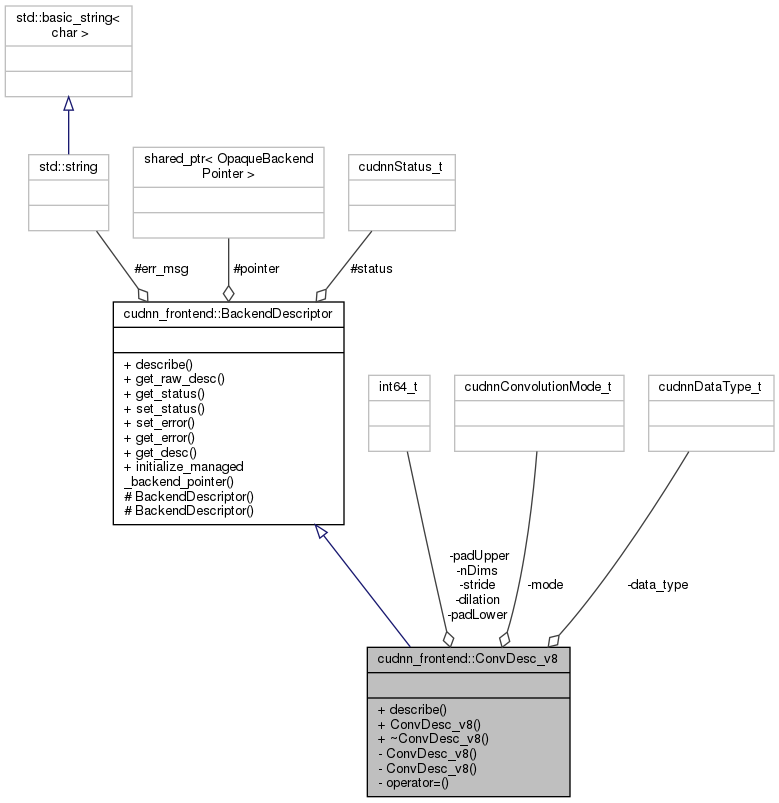 std::basic_string<
char >
std::string
shared_ptr< OpaqueBackend
Pointer >
cudnnStatus_t
#err_msg
#pointer
#status
cudnn_frontend::BackendDescriptor
+ describe()
+ get_raw_desc()
+ get_status()
+ set_status()
+ set_error()
+ get_error()
+ get_desc()
+ initialize_managed
_backend_pointer()
# BackendDescriptor()
# BackendDescriptor()
int64_t
cudnnConvolutionMode_t
cudnnDataType_t
-padUpper
-nDims
-stride
-dilation
-padLower
-mode
-data_type
cudnn_frontend::ConvDesc_v8
+ describe()
+ ConvDesc_v8()
+ ~ConvDesc_v8()
- ConvDesc_v8()
- ConvDesc_v8()
- operator=()